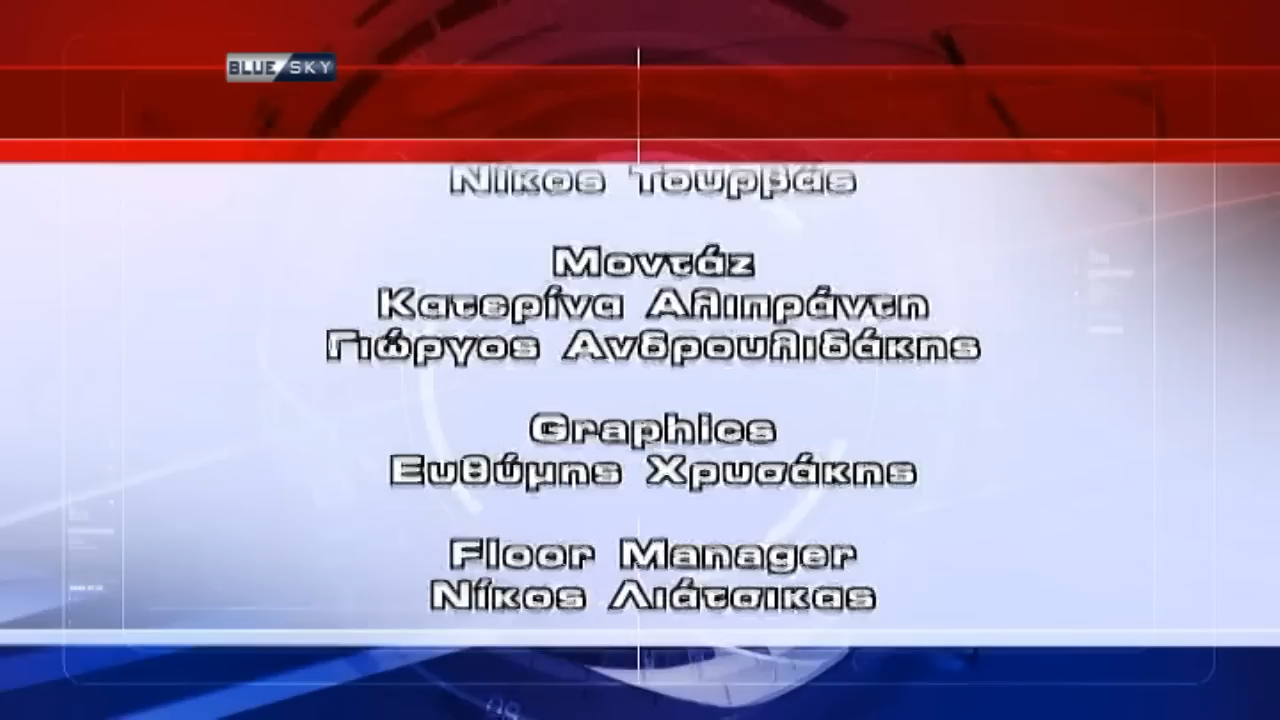 BLUE SKY
Νίκος Τουρβάς
Μοντάζ
Κατερίνα Αλιπράντη
Γιώργος Ανδρουλιδάκης
Graphics
Ευθύμης Χρυσάκης
Floor Manager
Νίκος Λιάτσικας